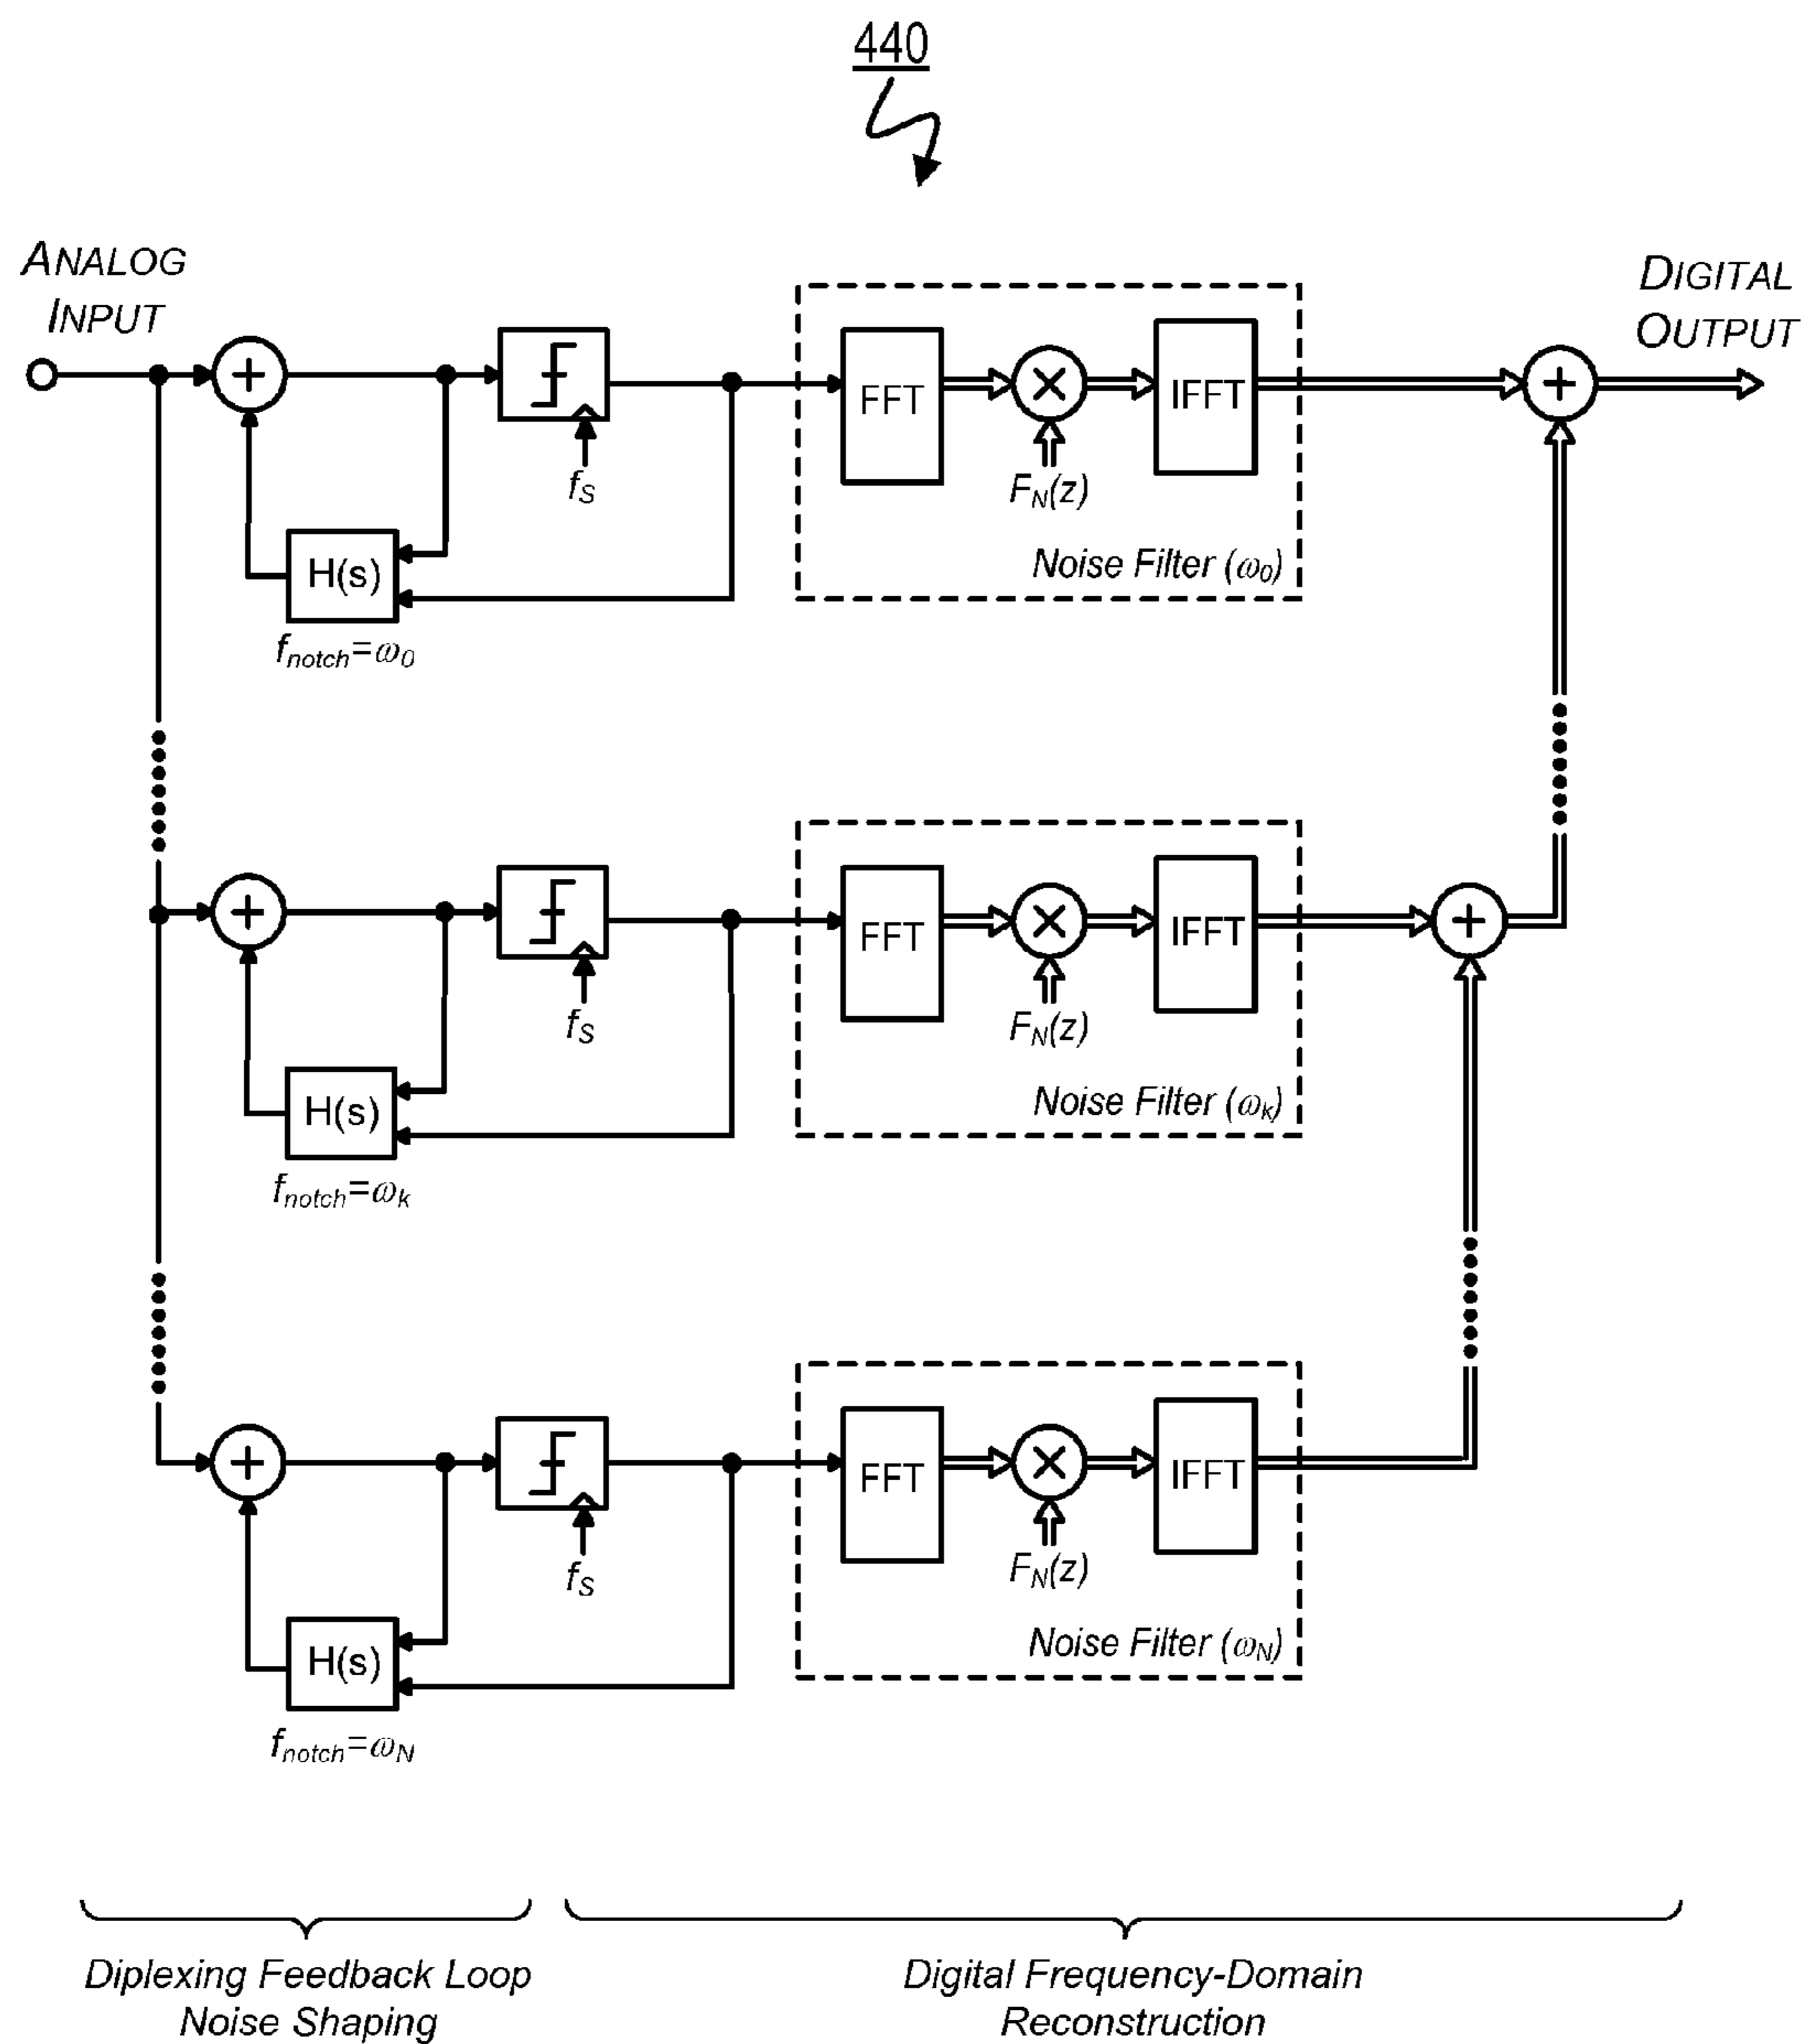 440
ANALOG
INPUT
DIGITAL
OUTPUT
+
FFT
×
IFFT
+
fS
FN(z)
H(s)
Noise Filter (ω0)
fnotch=ω0
+
FFT
×
IFFT
+
fS
FN(z)
H(s)
Noise Filter (ωk)
fnotch=ωk
+
FFT
×
IFFT
fS
FN(z)
H(s)
Noise Filter (ωN)
fnotch=ωN
Diplexing Feedback Loop
Noise Shaping
Digital Frequency-Domain
Reconstruction